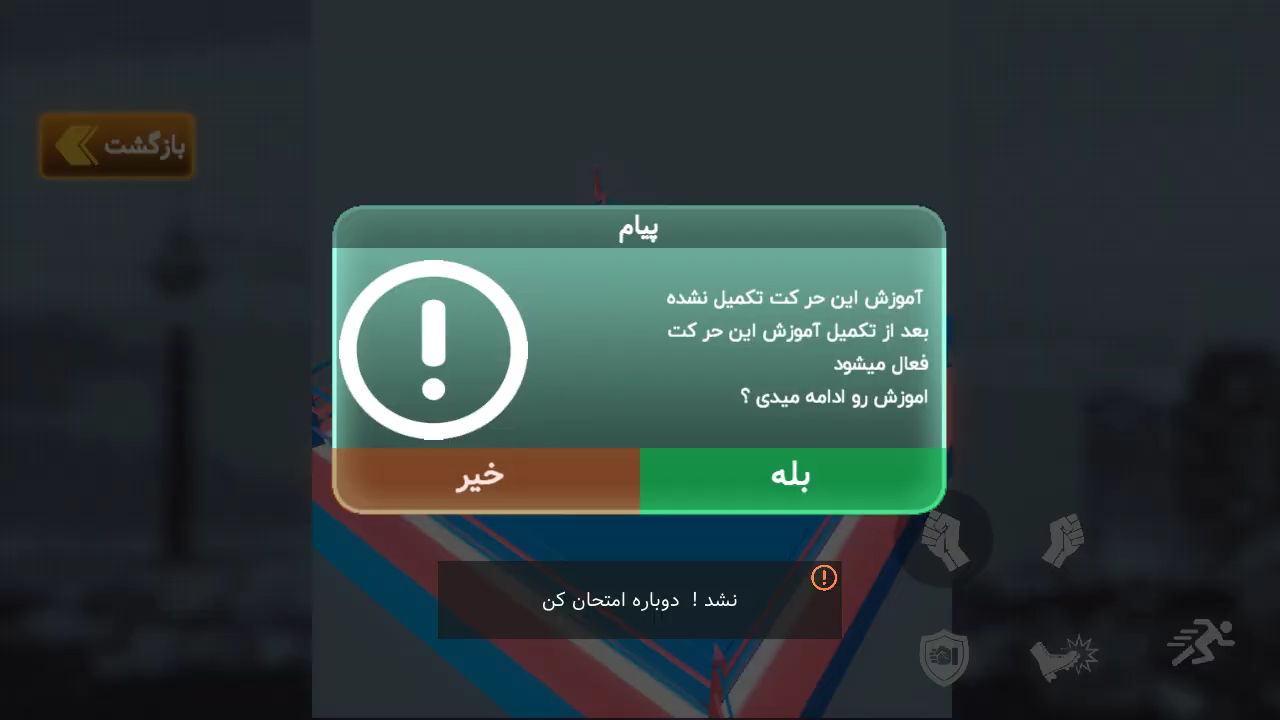 بازگشت
پیام
آموزش این حر کت تکمیل نشده
بعد از تکمیل آموزش این حر کت
فعال میشود
اموزش رو ادامه میدی ؟
بله
خیر
نشد ! دوباره امتحان کن